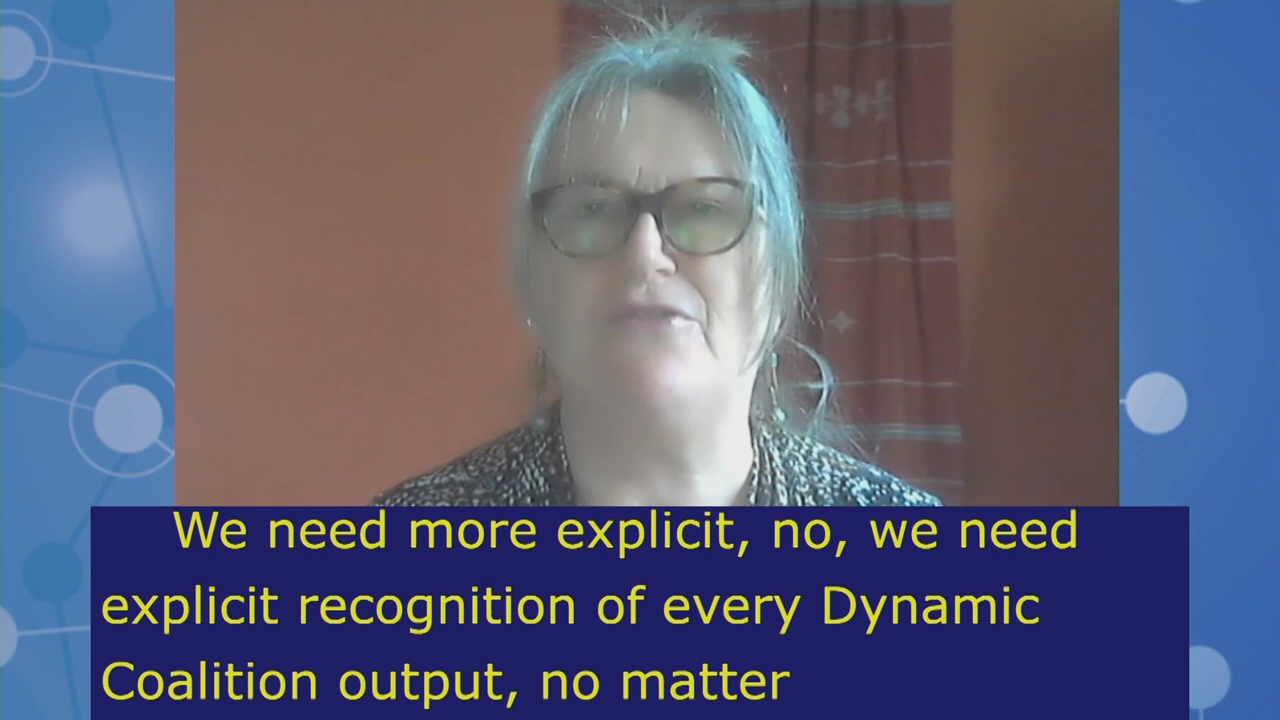 We need more explicit, no, we need
explicit recognition of every Dynamic
Coalition output, no matter